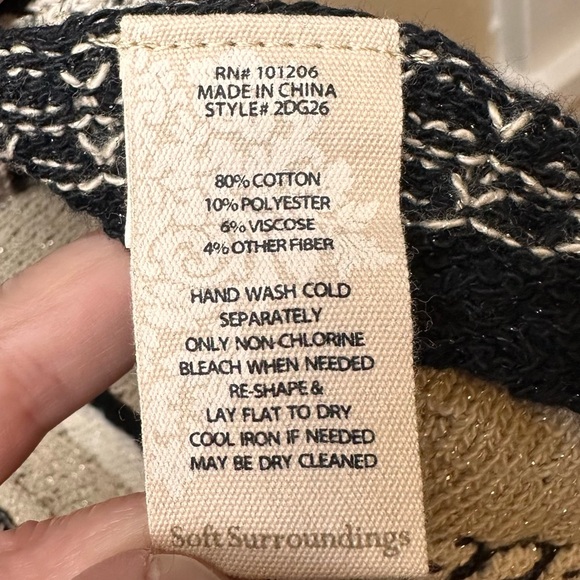 RN# 101206
MADE IN CHINA
STYLE# 2DG26
80% COTTON
10% POLYESTER
6% VISCOSE
4% OTHER FIBER
HAND WASH COLD
SEPARATELY
ONLY NON-CHLORINE
BLEACH WHEN NEEDED
RE-SHAPE &
LAY FLAT TO DRY
COOL IRON IF NEEDED
MAY BE DRY CLEANED
Soft Surroundings